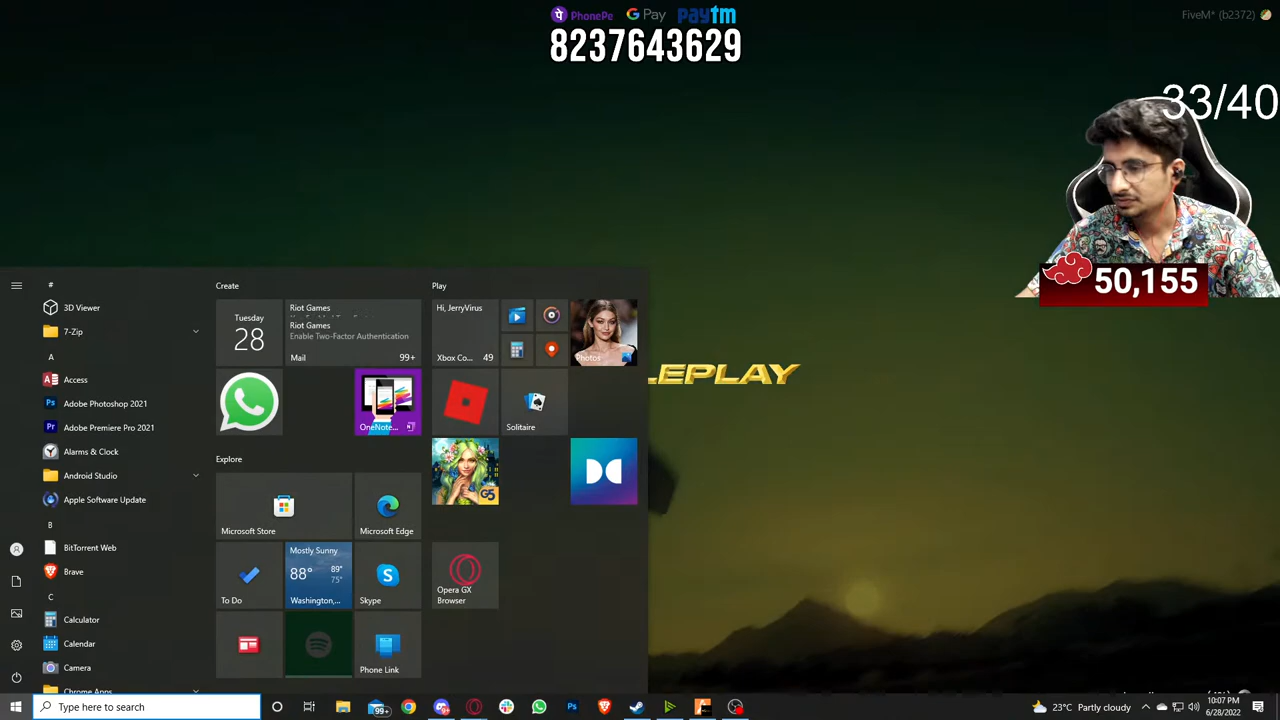 PhonePe G Pay paytm
8237643629
FiveM* (b2372)
33/40
50,155
LEPLAY
#
3D Viewer
7-Zip
A
Access
Adobe Photoshop 2021
Adobe Premiere Pro 2021
Alarms & Clock
Android Studio
Apple Software Update
B
BitTorrent Web
Brave
C
Calculator
Calendar
Camera
Chrome Apps
Create
Tuesday
28
Riot Games
Riot Games
Enable Two-Factor Authentication
Mail 99+
OneNote...
Explore
Microsoft Store
Microsoft Edge
To Do
Mostly Sunny
88° 89°
75°
Washington,...
Skype
Phone Link
Play
Hi, JerryVirus
Xbox Co... 49
Photos
Solitaire
G5
Opera GX
Browser
Type here to search
99+
23°C Partly cloudy
10:07 PM
6/28/2022